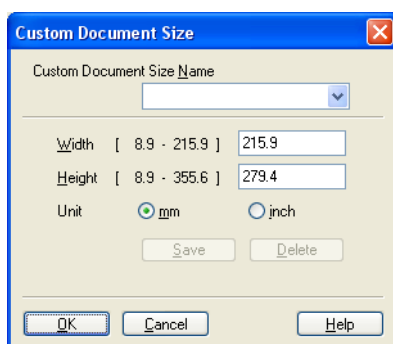 Custom Document Size
Custom Document Size Name
Width [ 8.9 - 215.9 ] 215.9
Height [ 8.9 - 355.6 ] 279.4
Unit mm inch
Save Delete
OK Cancel Help